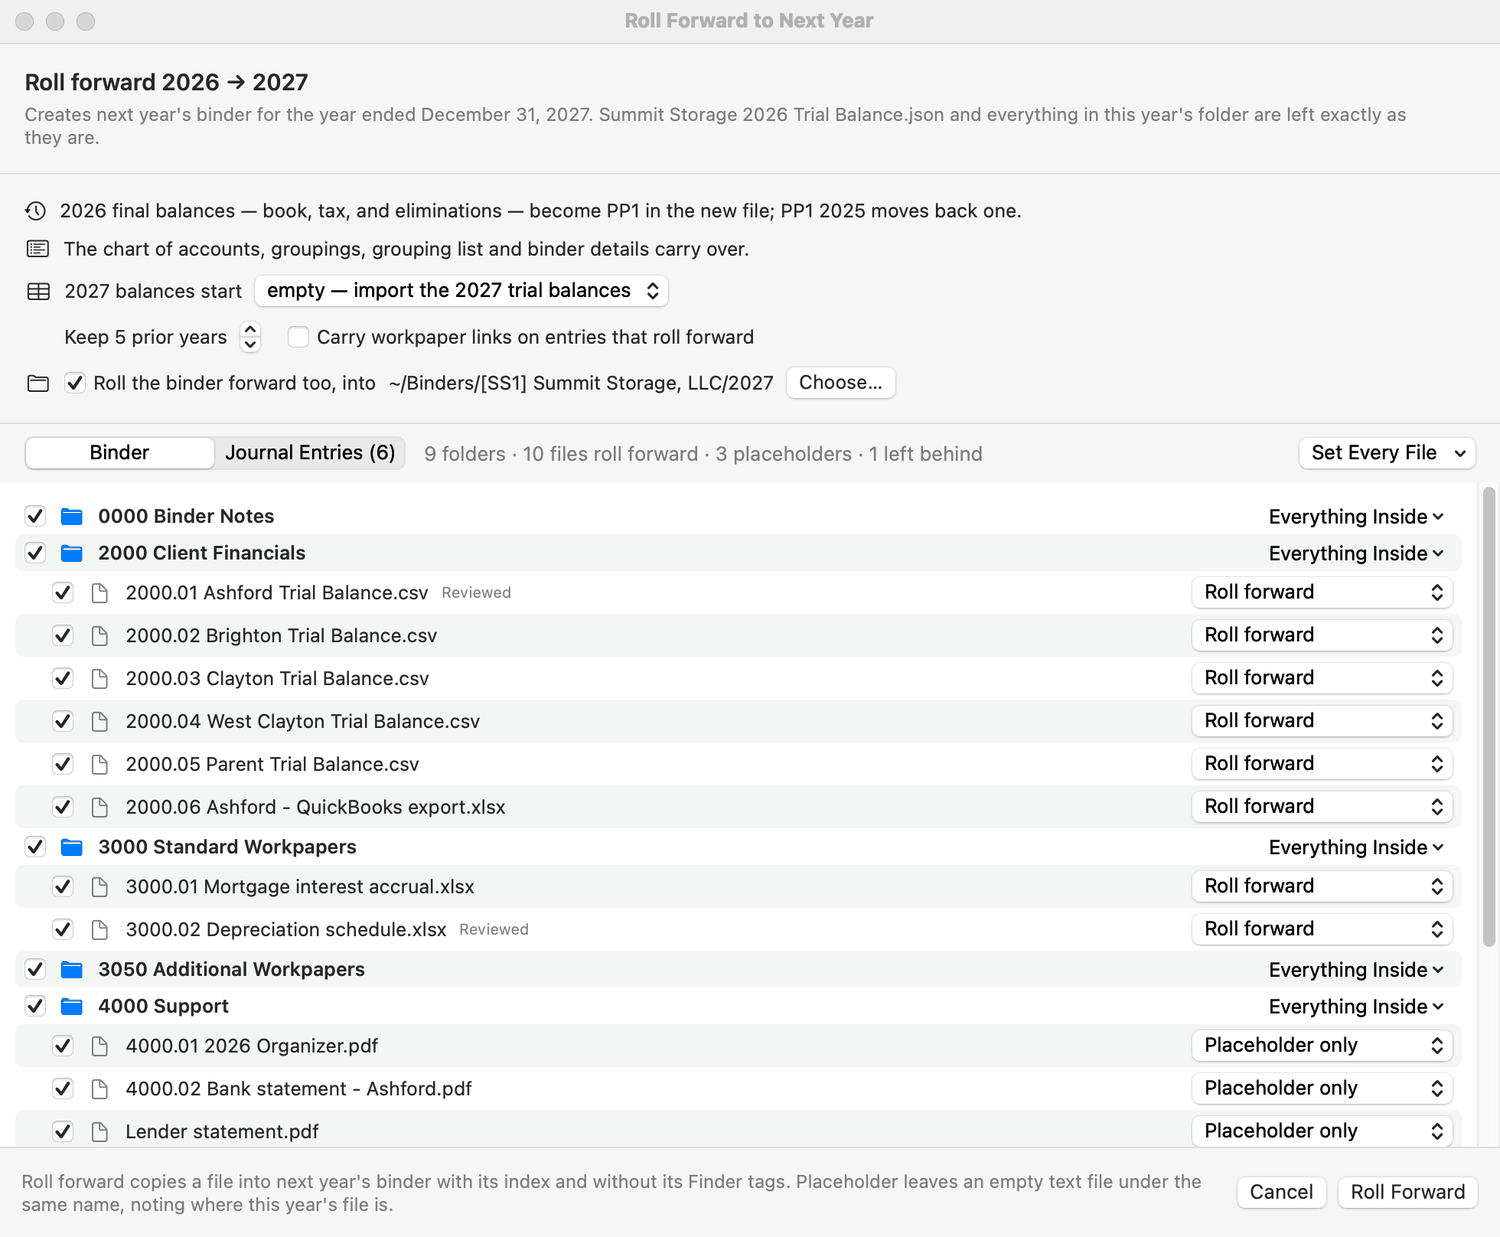 Roll Forward to Next Year
Roll forward 2026 → 2027
Creates next year's binder for the year ended December 31, 2027. Summit Storage 2026 Trial Balance.json and everything in this year's folder are left exactly as
they are.
2026 final balances — book, tax, and eliminations — become PP1 in the new file; PP1 2025 moves back one.
The chart of accounts, groupings, grouping list and binder details carry over.
2027 balances start empty — import the 2027 trial balances
Keep 5 prior years Carry workpaper links on entries that roll forward
Roll the binder forward too, into ~/Binders/[SS1] Summit Storage, LLC/2027 Choose...
Binder Journal Entries (6) 9 folders · 10 files roll forward · 3 placeholders · 1 left behind Set Every File
0000 Binder Notes Everything Inside
2000 Client Financials Everything Inside
2000.01 Ashford Trial Balance.csv Reviewed Roll forward
2000.02 Brighton Trial Balance.csv Roll forward
2000.03 Clayton Trial Balance.csv Roll forward
2000.04 West Clayton Trial Balance.csv Roll forward
2000.05 Parent Trial Balance.csv Roll forward
2000.06 Ashford - QuickBooks export.xlsx Roll forward
3000 Standard Workpapers Everything Inside
3000.01 Mortgage interest accrual.xlsx Roll forward
3000.02 Depreciation schedule.xlsx Reviewed Roll forward
3050 Additional Workpapers Everything Inside
4000 Support Everything Inside
4000.01 2026 Organizer.pdf Placeholder only
4000.02 Bank statement - Ashford.pdf Placeholder only
Lender statement.pdf Placeholder only
Roll forward copies a file into next year's binder with its index and without its Finder tags. Placeholder leaves an empty text file under the
same name, noting where this year's file is.
Cancel Roll Forward